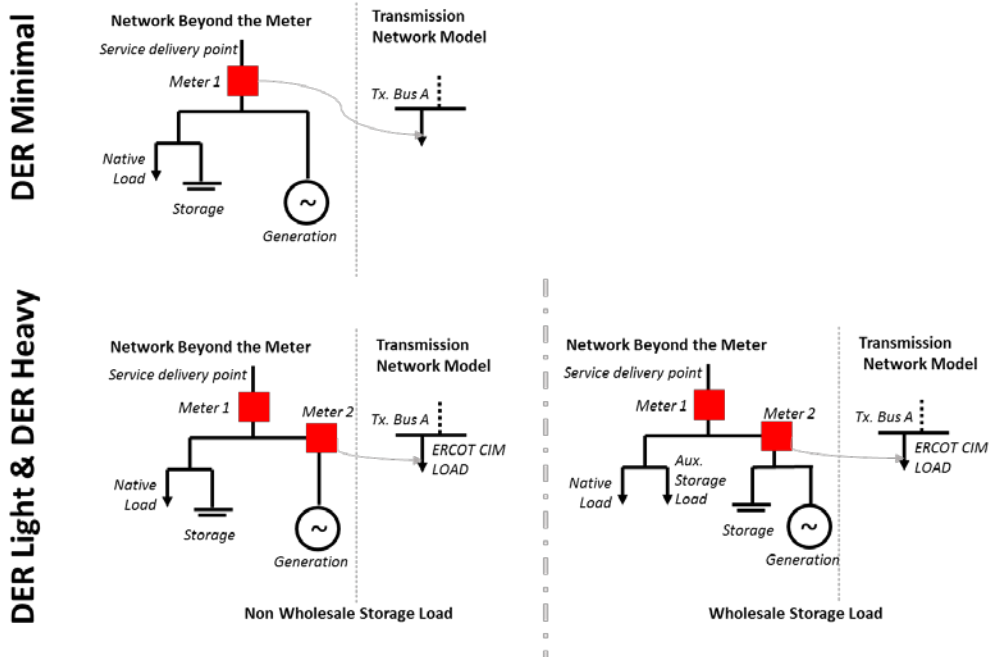 DER Minimal
Network Beyond the Meter
Service delivery point
Meter 1
Native
Load
Storage
~
Generation
Transmission
Network Model
Tx. Bus A
DER Light & DER Heavy
Network Beyond the Meter
Service delivery point
Meter 1
Meter 2
Native
Load
Storage
~
Generation
Transmission
Network Model
Tx. Bus A
ERCOT CIM
LOAD
Non Wholesale Storage Load
Network Beyond the Meter
Service delivery point
Meter 1
Meter 2
Native
Load
Aux.
Storage
Load
Storage
~
Generation
Transmission
Network Model
Tx. Bus A
ERCOT CIM
LOAD
Wholesale Storage Load